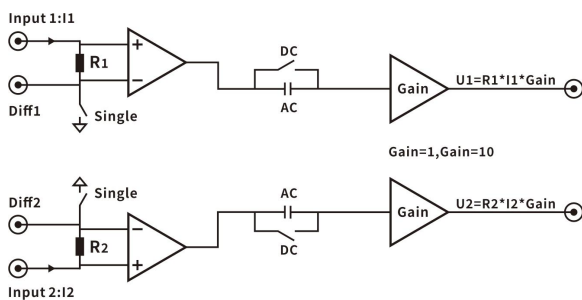 Input 1:I1
+
R1
−
Diff1
Single
DC
AC
Gain
U1=R1*I1*Gain
Gain=1,Gain=10
Diff2
Single
−
R2
+
Input 2:I2
AC
DC
Gain
U2=R2*I2*Gain